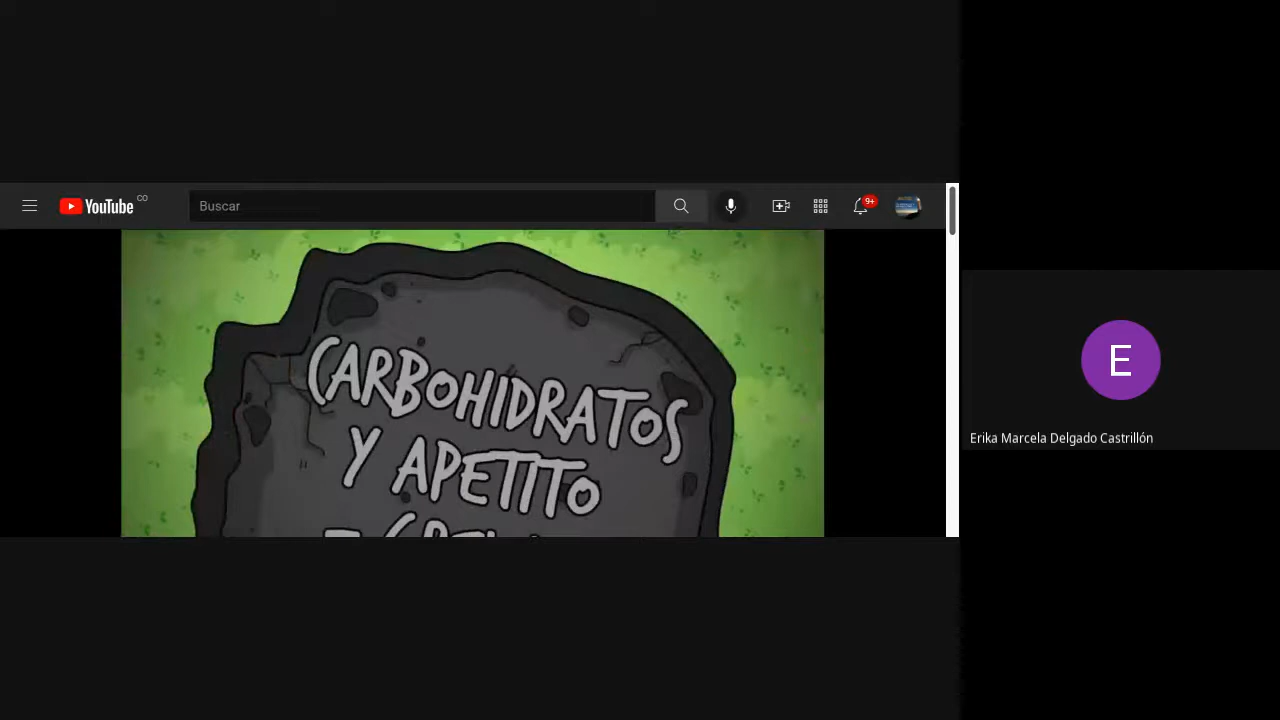 YouTube CO
Buscar
9+
CARBOHIDRATOS
Y APETITO
E
Erika Marcela Delgado Castrillón